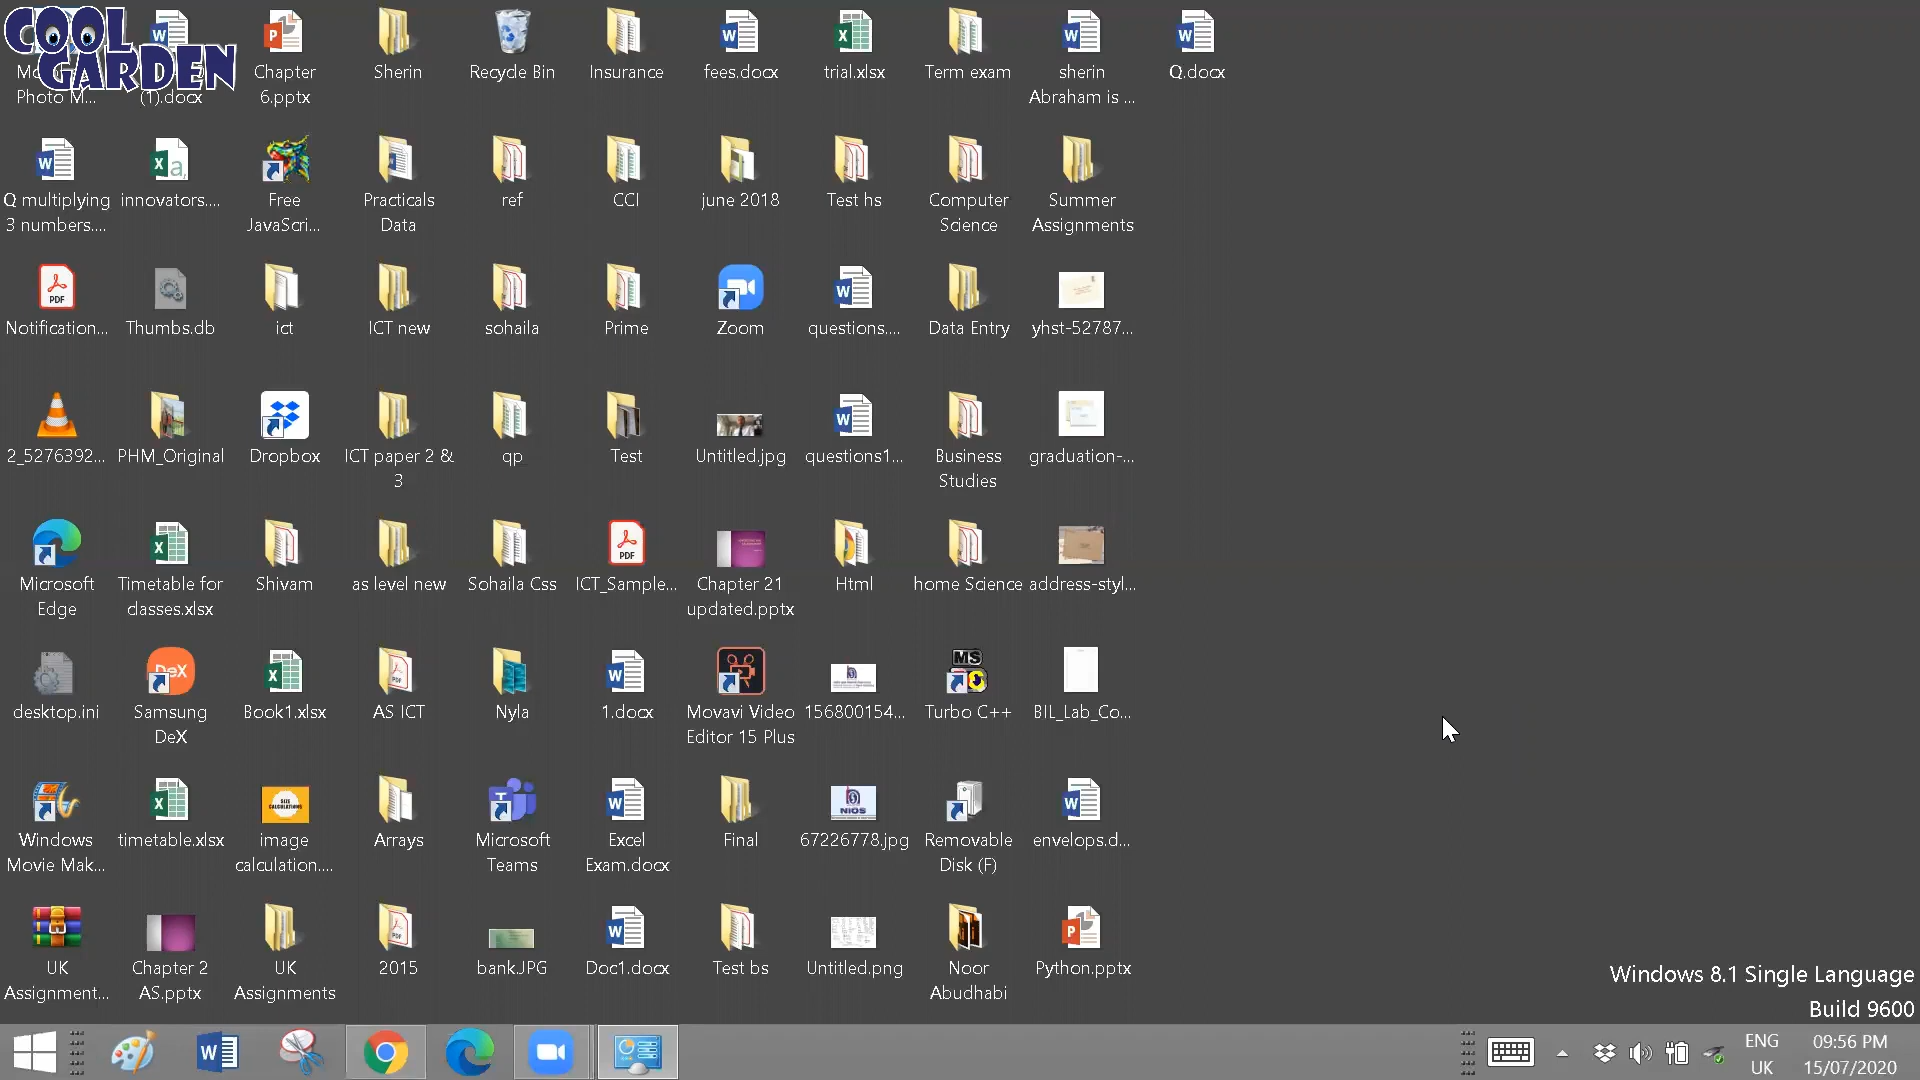 COOL
GARDEN
Photo M...
(1).docx
Chapter
6.pptx
Sherin
Recycle Bin
Insurance
fees.docx
trial.xlsx
Term exam
sherin
Abraham is ...
Q.docx
Q multiplying
3 numbers....
innovators....
Free
JavaScri...
Practicals
Data
ref
CCI
june 2018
Test hs
Computer
Science
Summer
Assignments
Notification...
Thumbs.db
ict
ICT new
sohaila
Prime
Zoom
questions....
Data Entry
yhst-52787...
2_5276392...
PHM_Original
Dropbox
ICT paper 2 &
3
qp
Test
Untitled.jpg
questions1...
Business
Studies
graduation-...
Microsoft
Edge
Timetable for
classes.xlsx
Shivam
as level new
Sohaila Css
PDF
ICT_Sample...
Chapter 21
updated.pptx
Html
home Science
address-styl...
desktop.ini
DeX
Samsung
DeX
Book1.xlsx
AS ICT
Nyla
1.docx
Movavi Video
Editor 15 Plus
156800154...
MS
Turbo C++
BIL_Lab_Co...
Windows
Movie Mak...
timetable.xlsx
SIZE
CALCULATIONS
image
calculation....
Arrays
Microsoft
Teams
Excel
Exam.docx
Final
NIOS
67226778.jpg
Removable
Disk (F)
envelops.d...
UK
Assignment...
Chapter 2
AS.pptx
UK
Assignments
2015
bank.JPG
Doc1.docx
Test bs
Untitled.png
Noor
Abudhabi
Python.pptx
Windows 8.1 Single Language
Build 9600
ENG
UK
09:56 PM
15/07/2020